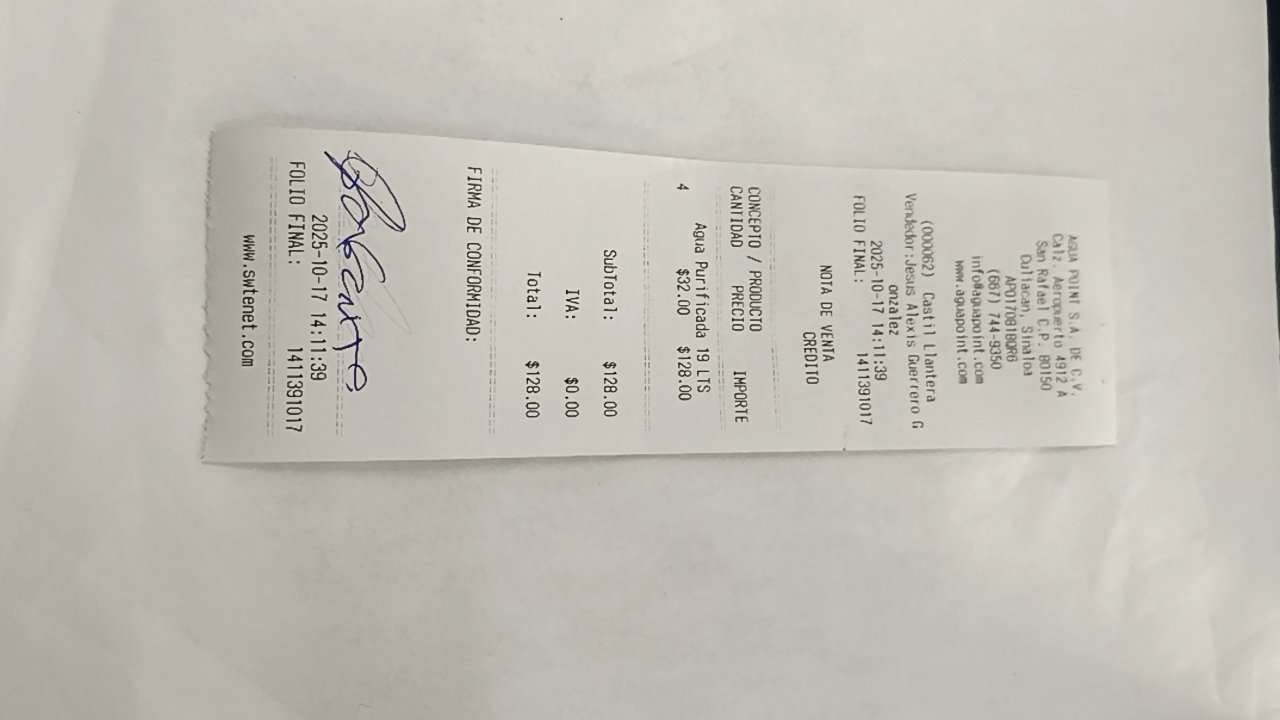 AGUA POINT S.A. DE C.V.
Calz. Aeropuerto 4912 A
San Rafael C.P. 80150
Culiacan, Sinaloa
APO170818QR6
(667) 744-9350
info@aguapoint.com
www.aguapoint.com
(000062) Castil Llantera
Vendedor:Jesus Alexis Guerrero G
onzalez
2025-10-17 14:11:39
FOLIO FINAL: 1411391017
NOTA DE VENTA
CREDITO
CONCEPTO / PRODUCTO
CANTIDAD PRECIO IMPORTE
Agua Purificada 19 LTS
4 $32.00 $128.00
SubTotal: $128.00
IVA: $0.00
Total: $128.00
FIRMA DE CONFORMIDAD:
2025-10-17 14:11:39
FOLIO FINAL: 1411391017
www.swtenet.com